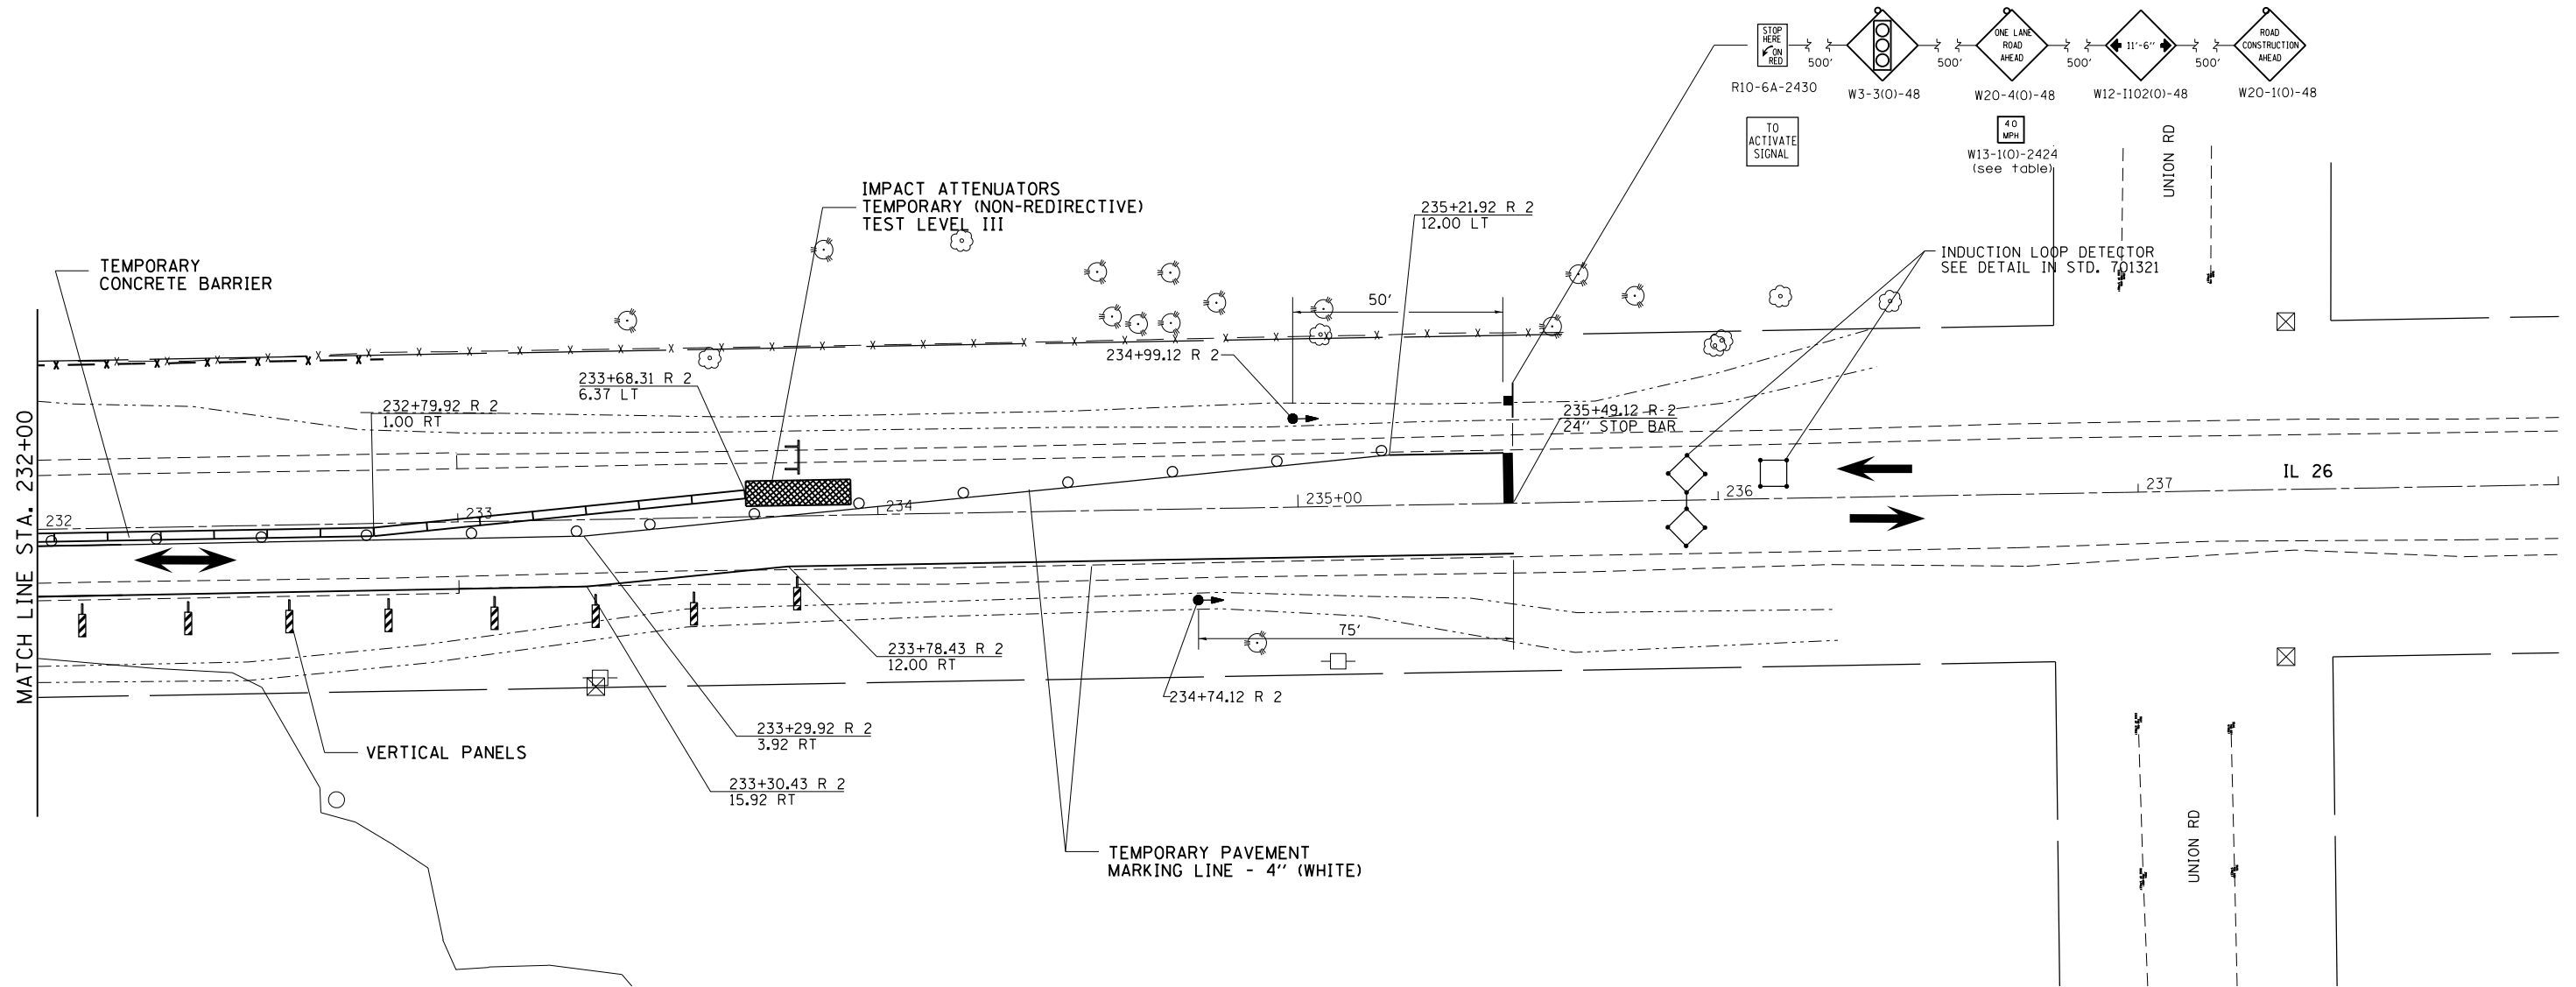 STOP
HERE
ON
RED
ONE LANE
ROAD
AHEAD
11'-6"
ROAD
CONSTRUCTION
AHEAD
500'
500'
500'
500'
R10-6A-2430
W3-3(O)-48
W20-4(O)-48
W12-I102(O)-48
W20-1(O)-48
TO
ACTIVATE
SIGNAL
40
MPH
W13-1(O)-2424
(see table)
UNION RD
IMPACT ATTENUATORS
TEMPORARY (NON-REDIRECTIVE)
TEST LEVEL III
235+21.92 R 2
12.00 LT
INDUCTION LOOP DETECTOR
SEE DETAIL IN STD. 701321
TEMPORARY
CONCRETE BARRIER
50'
234+99.12 R 2
233+68.31 R 2
6.37 LT
232+79.92 R 2
1.00 RT
235+49.12 R 2
24" STOP BAR
MATCH LINE STA. 232+00
232
233
234
235+00
236
237
IL 26
75'
233+78.43 R 2
12.00 RT
234+74.12 R 2
233+29.92 R 2
3.92 RT
VERTICAL PANELS
233+30.43 R 2
15.92 RT
TEMPORARY PAVEMENT
MARKING LINE - 4" (WHITE)
UNION RD